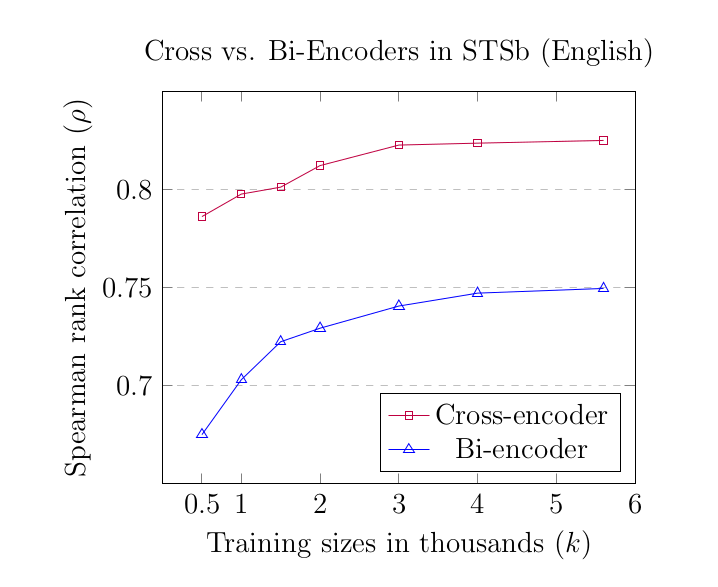 Cross vs. Bi-Encoders in STSb (English)
Spearman rank correlation (ρ)
0.8
0.75
0.7
Cross-encoder
Bi-encoder
0.5 1 2 3 4 5 6
Training sizes in thousands (k)